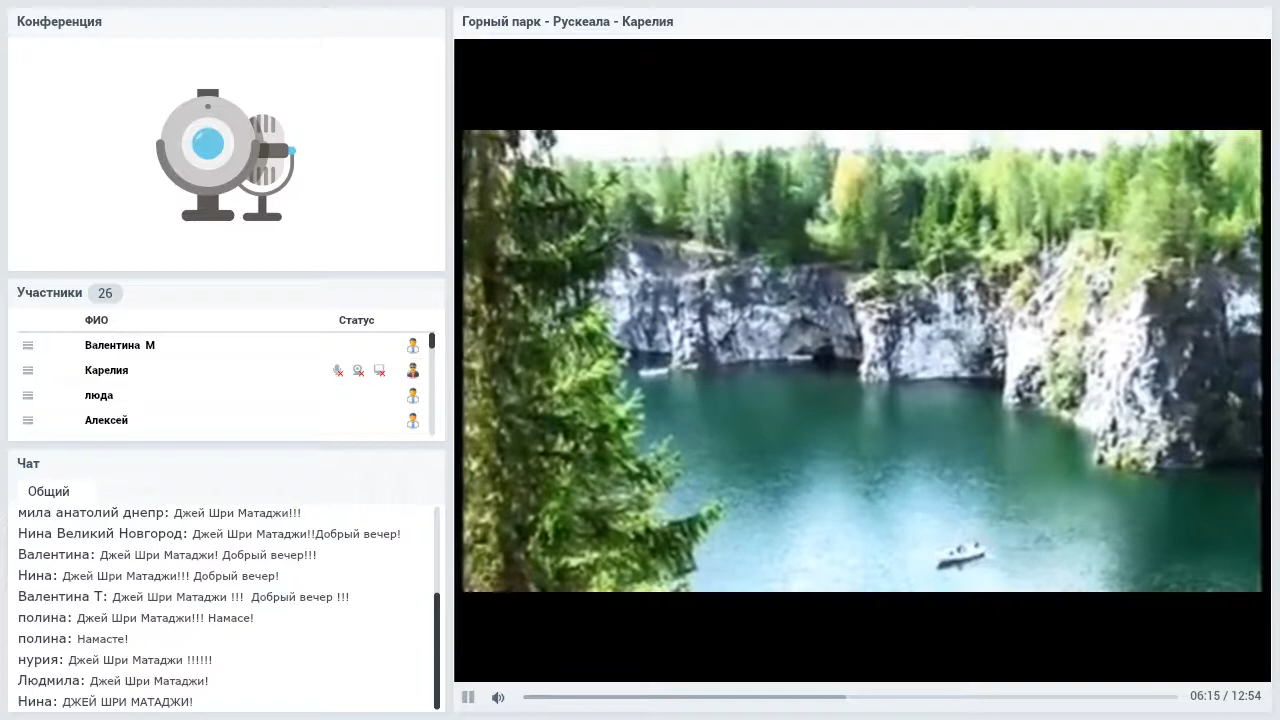 Конференция
Участники 26
ФИО Статус
Валентина М
Карелия
люда
Алексей
Чат
Общий
мила анатолий днепр: Джей Шри Матаджи!!!
Нина Великий Новгород: Джей Шри Матаджи!!Добрый вечер!
Валентина: Джей Шри Матаджи! Добрый вечер!!!
Нина: Джей Шри Матаджи!!! Добрый вечер!
Валентина Т: Джей Шри Матаджи !!! Добрый вечер !!!
полина: Джей Шри Матаджи!!! Намасе!
полина: Намасте!
нурия: Джей Шри Матаджи !!!!!!
Людмила: Джей Шри Матаджи!
Нина: ДЖЕЙ ШРИ МАТАДЖИ!
Горный парк - Рускеала - Карелия
06:15 / 12:54